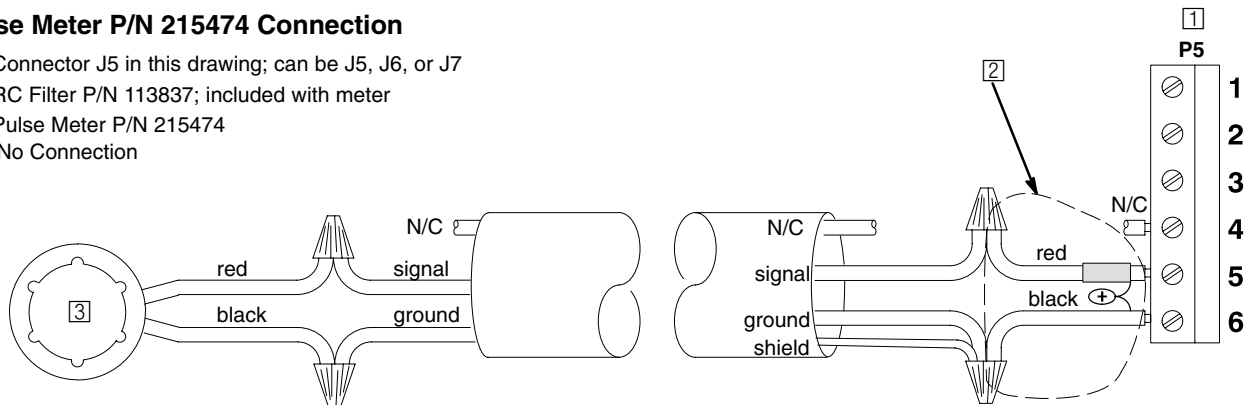 se Meter P/N 215474 Connection
Connector J5 in this drawing; can be J5, J6, or J7
RC Filter P/N 113837; included with meter
Pulse Meter P/N 215474
No Connection
1
P5
2
1
2
3
4
5
6
N/C
N/C
N/C
red
signal
signal
red
black
ground
ground
black
shield
3